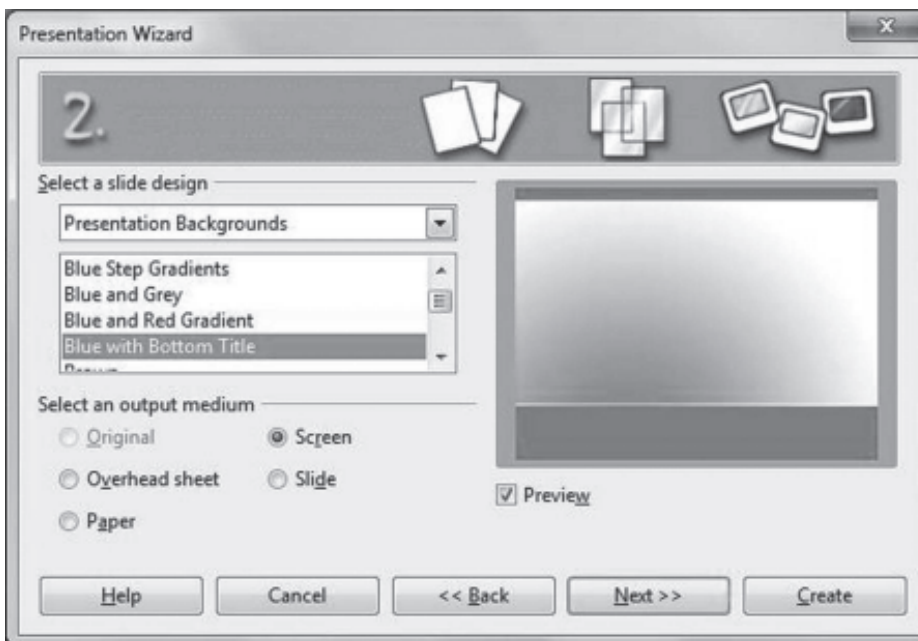 Presentation Wizard
2.
Select a slide design
Presentation Backgrounds
Blue Step Gradients
Blue and Grey
Blue and Red Gradient
Blue with Bottom Title
Select an output medium
Original
Screen
Overhead sheet
Slide
Paper
Preview
Help
Cancel
<< Back
Next >>
Create